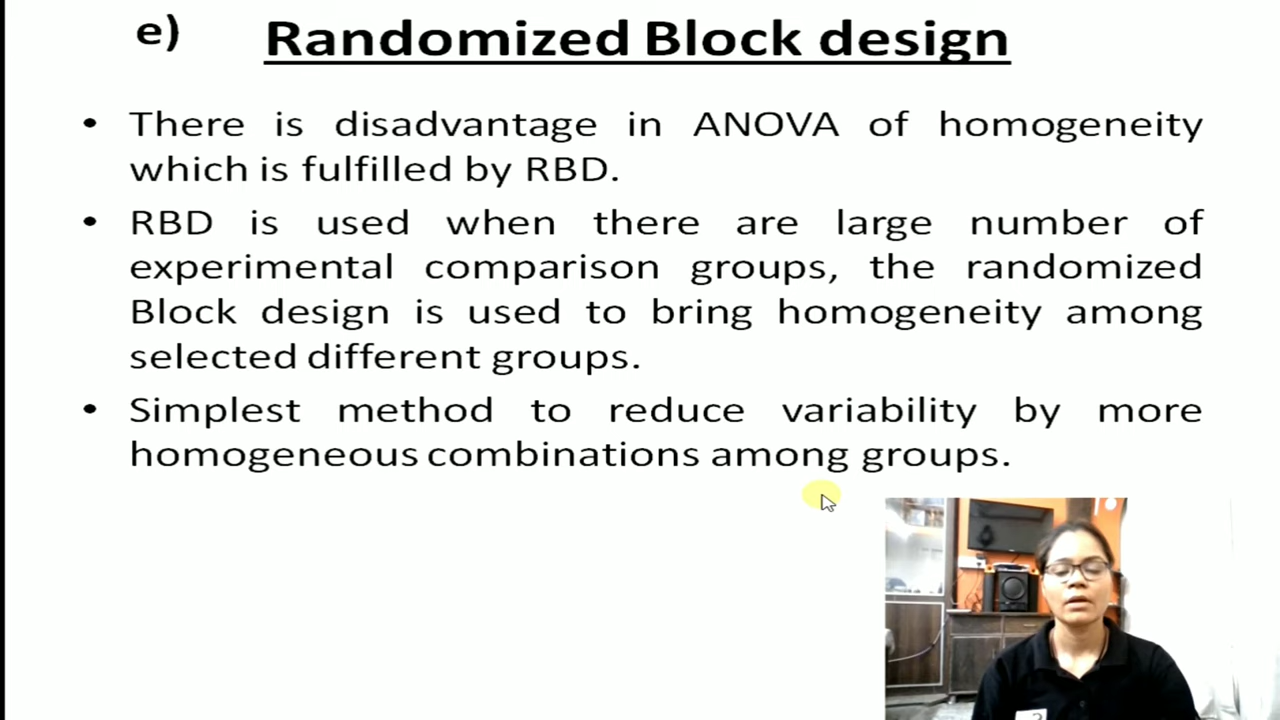 e) Randomized Block design
• There is disadvantage in ANOVA of homogeneity
which is fulfilled by RBD.
• RBD is used when there are large number of
experimental comparison groups, the randomized
Block design is used to bring homogeneity among
selected different groups.
• Simplest method to reduce variability by more
homogeneous combinations among groups.